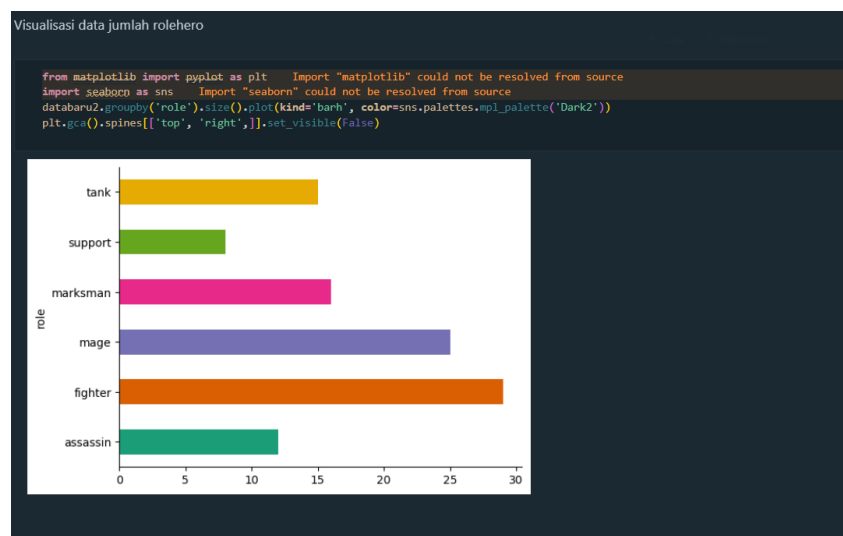 Visualisasi data jumlah rolehero
from matplotlib import pyplot as plt    Import "matplotlib" could not be resolved from source
import seaborn as sns    Import "seaborn" could not be resolved from source
databaru2.groupby('role').size().plot(kind='barh', color=sns.palettes.mpl_palette('Dark2'))
plt.gca().spines[['top', 'right',]].set_visible(False)
tank
support
marksman
role
mage
fighter
assassin
0 5 10 15 20 25 30